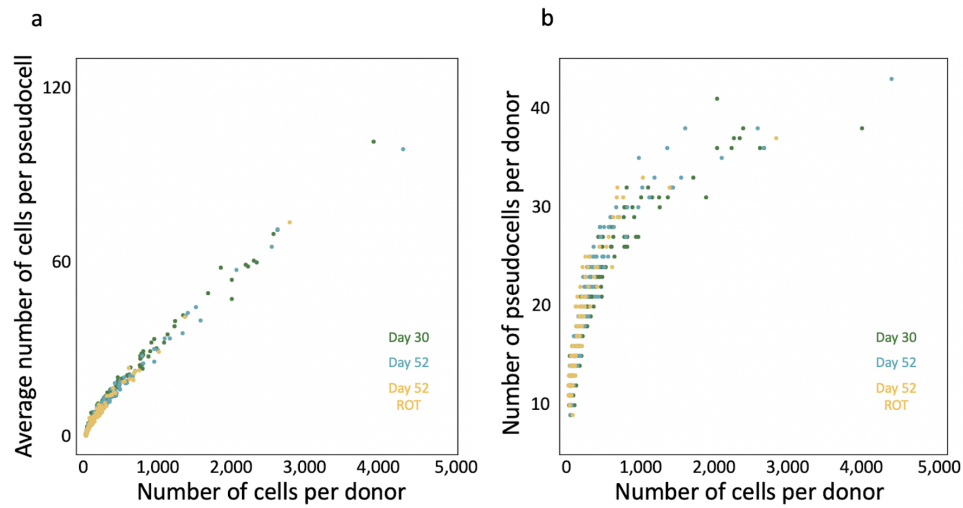 a
Average number of cells per pseudocell
120
60
0
0 1,000 2,000 3,000 4,000 5,000
Number of cells per donor
Day 30
Day 52
Day 52
ROT
b
Number of pseudocells per donor
40
30
20
10
0 1,000 2,000 3,000 4,000 5,000
Number of cells per donor
Day 30
Day 52
Day 52
ROT